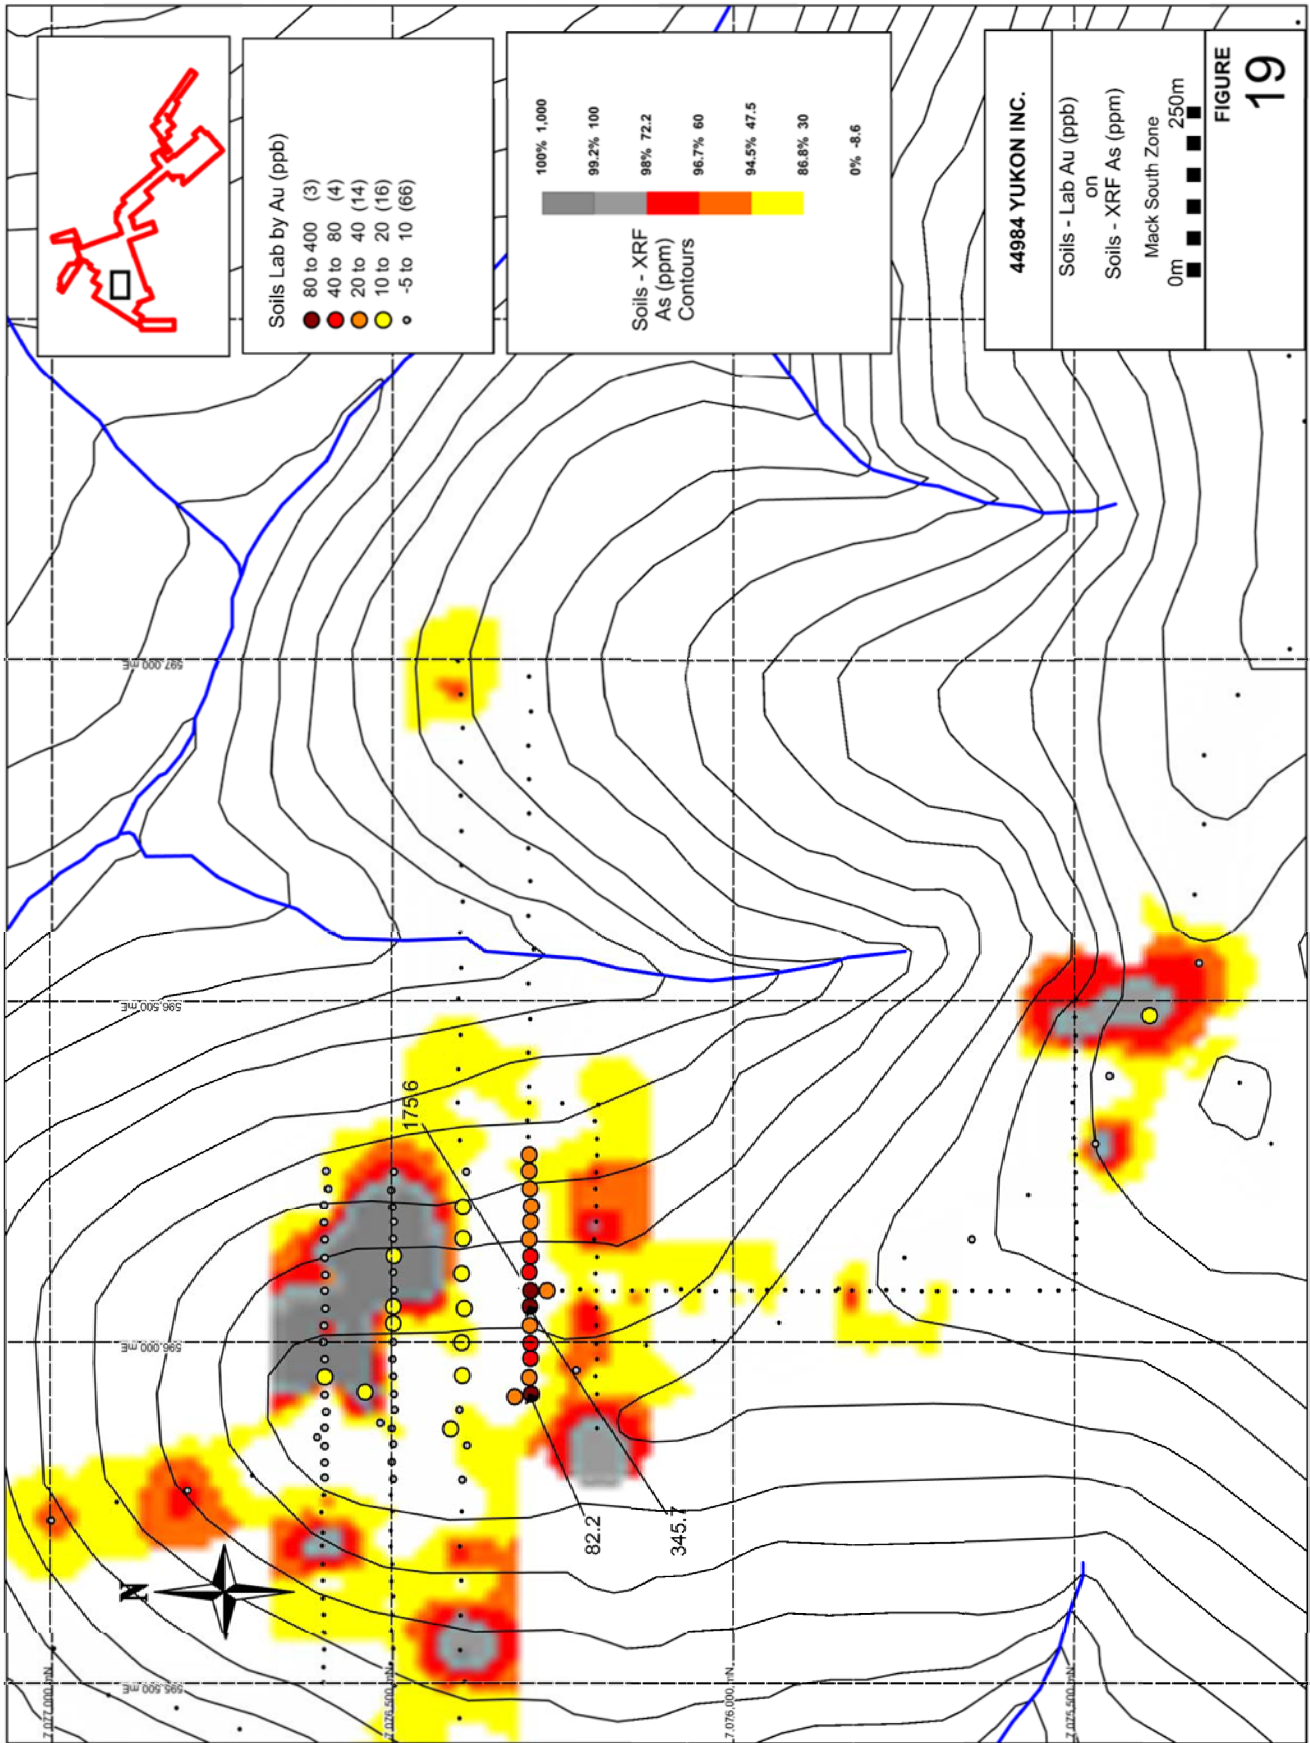 Soils Lab by Au (ppb)
80 to 400 (3)
40 to 80 (4)
20 to 40 (14)
10 to 20 (16)
-5 to 10 (66)
Soils - XRF
As (ppm)
Contours
100% 1,000
99.2% 100
98% 72.2
96.7% 60
94.5% 47.5
86.8% 30
0% -8.6
44984 YUKON INC.
Soils - Lab Au (ppb)
on
Soils - XRF As (ppm)
Mack South Zone
0m 250m
FIGURE
19
N
175.6
82.2
345.7
597,000 mE
596,500 mE
596,000 mE
595,500 mE
7,077,000 mN
7,076,500 mN
7,076,000 mN
7,075,500 mN